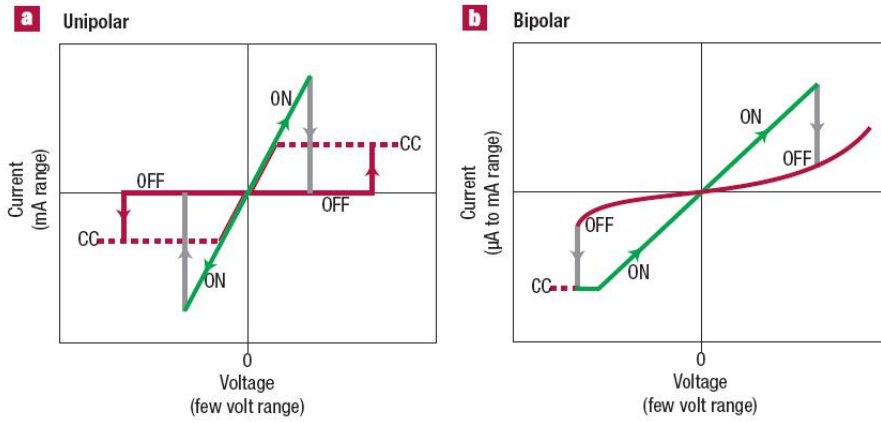 a Unipolar
ON
CC
OFF
OFF
CC
ON
Current
(mA range)
0
Voltage
(few volt range)
b Bipolar
ON
OFF
OFF
ON
CC
Current
(μA to mA range)
0
Voltage
(few volt range)